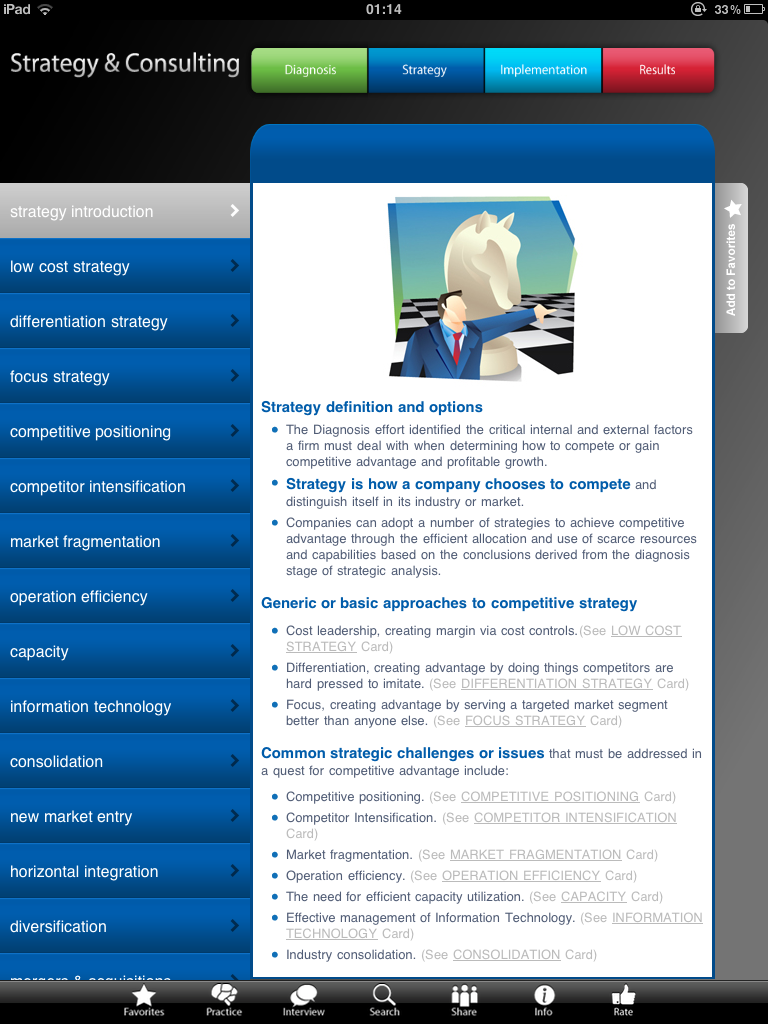 iPad
01:14
33%
Strategy & Consulting
Diagnosis
Strategy
Implementation
Results
strategy introduction
low cost strategy
differentiation strategy
focus strategy
competitive positioning
competitor intensification
market fragmentation
operation efficiency
capacity
information technology
consolidation
new market entry
horizontal integration
diversification
mergers & acquisitions
Add to Favorites
Strategy definition and options
The Diagnosis effort identified the critical internal and external factors
a firm must deal with when determining how to compete or gain
competitive advantage and profitable growth.
Strategy is how a company chooses to compete and
distinguish itself in its industry or market.
Companies can adopt a number of strategies to achieve competitive
advantage through the efficient allocation and use of scarce resources
and capabilities based on the conclusions derived from the diagnosis
stage of strategic analysis.
Generic or basic approaches to competitive strategy
Cost leadership, creating margin via cost controls.(See LOW COST
STRATEGY Card)
Differentiation, creating advantage by doing things competitors are
hard pressed to imitate. (See DIFFERENTIATION STRATEGY Card)
Focus, creating advantage by serving a targeted market segment
better than anyone else. (See FOCUS STRATEGY Card)
Common strategic challenges or issues that must be addressed in
a quest for competitive advantage include:
Competitive positioning. (See COMPETITIVE POSITIONING Card)
Competitor Intensification. (See COMPETITOR INTENSIFICATION
Card)
Market fragmentation. (See MARKET FRAGMENTATION Card)
Operation efficiency. (See OPERATION EFFICIENCY Card)
The need for efficient capacity utilization. (See CAPACITY Card)
Effective management of Information Technology. (See INFORMATION
TECHNOLOGY Card)
Industry consolidation. (See CONSOLIDATION Card)
Favorites
Practice
Interview
Search
Share
Info
Rate